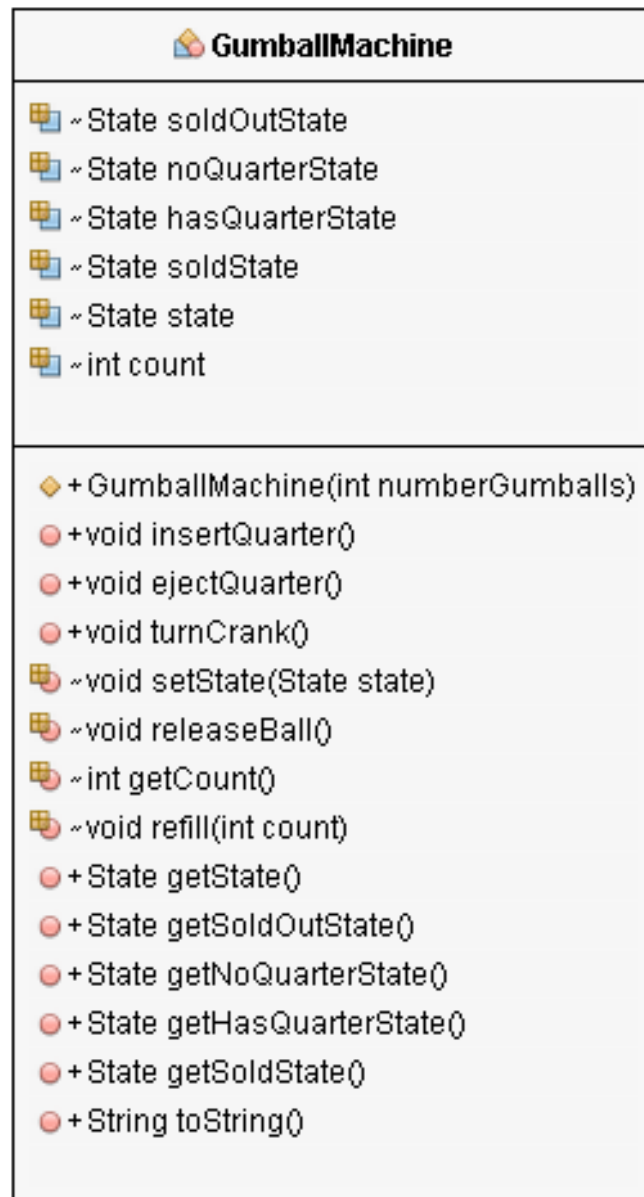 GumballMachine
~State soldOutState
~State noQuarterState
~State hasQuarterState
~State soldState
~State state
~int count
+GumballMachine(int numberGumballs)
+void insertQuarter()
+void ejectQuarter()
+void turnCrank()
~void setState(State state)
~void releaseBall()
~int getCount()
~void refill(int count)
+State getState()
+State getSoldOutState()
+State getNoQuarterState()
+State getHasQuarterState()
+State getSoldState()
+String toString()